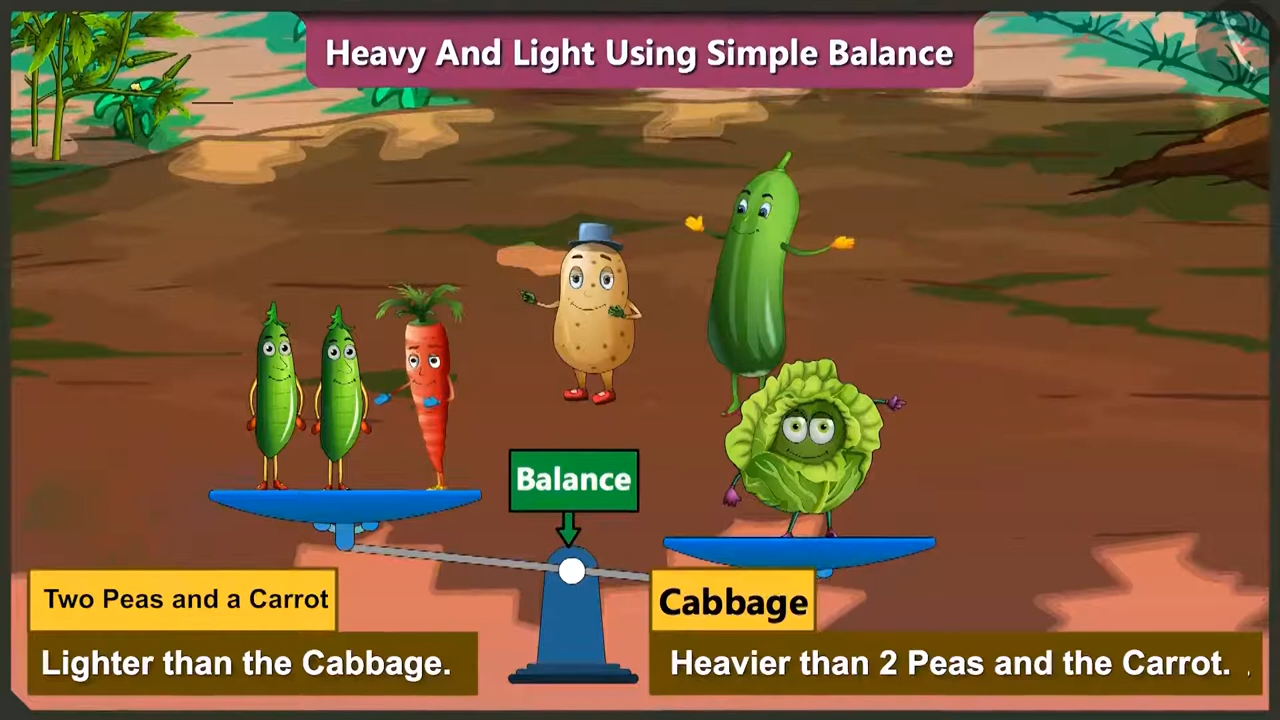 Heavy And Light Using Simple Balance
Balance
Two Peas and a Carrot
Lighter than the Cabbage.
Cabbage
Heavier than 2 Peas and the Carrot. .